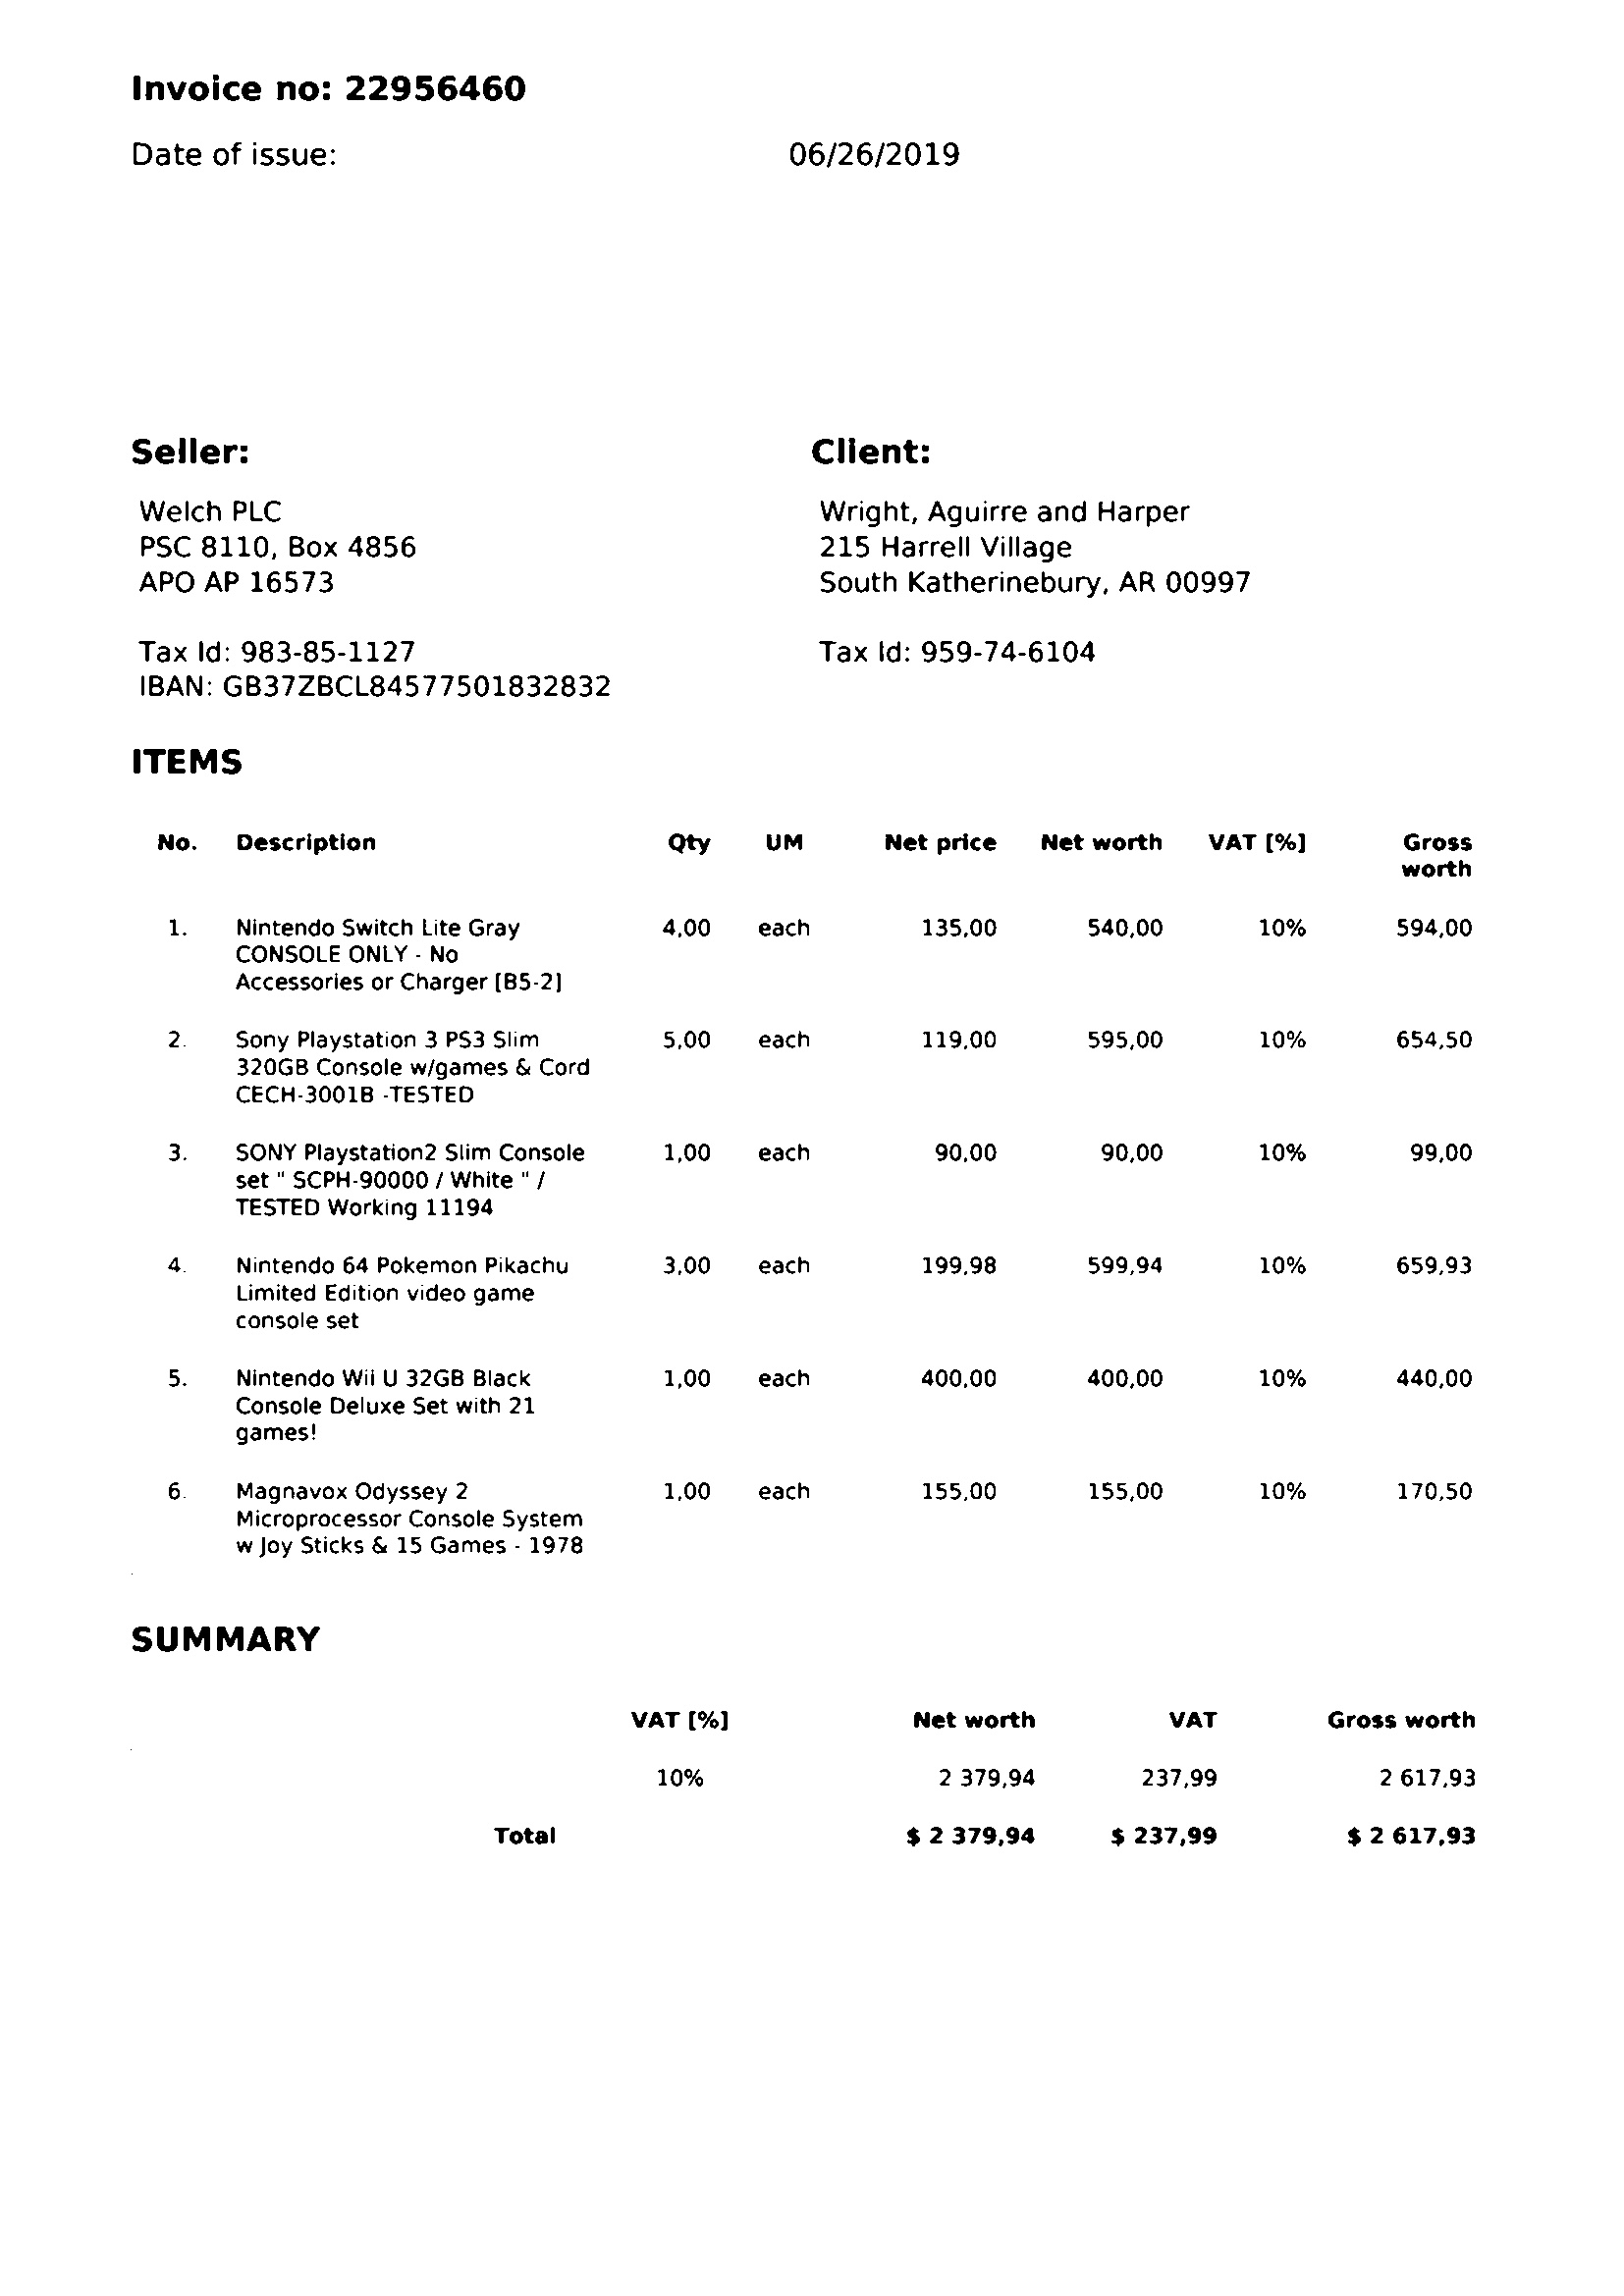 Invoice no: 22956460
Date of issue: 06/26/2019
Seller: Client:
Welch PLC Wright, Aguirre and Harper
PSC 8110, Box 4856 215 Harrell Village
APO AP 16573 South Katherinebury, AR 00997
Tax Id: 983-85-1127 Tax Id: 959-74-6104
IBAN: GB37ZBCL84577501832832
ITEMS
No. Description Qty UM Net price Net worth VAT [%] Gross
worth
1. Nintendo Switch Lite Gray 4,00 each 135,00 540,00 10% 594,00
CONSOLE ONLY - No
Accessories or Charger [B5-2]
2. Sony Playstation 3 PS3 Slim 5,00 each 119,00 595,00 10% 654,50
320GB Console w/games & Cord
CECH-3001B -TESTED
3. SONY Playstation2 Slim Console 1,00 each 90,00 90,00 10% 99,00
set " SCPH-90000 / White " /
TESTED Working 11194
4. Nintendo 64 Pokemon Pikachu 3,00 each 199,98 599,94 10% 659,93
Limited Edition video game
console set
5. Nintendo Wii U 32GB Black 1,00 each 400,00 400,00 10% 440,00
Console Deluxe Set with 21
games!
6. Magnavox Odyssey 2 1,00 each 155,00 155,00 10% 170,50
Microprocessor Console System
w Joy Sticks & 15 Games - 1978
SUMMARY
VAT [%] Net worth VAT Gross worth
10% 2 379,94 237,99 2 617,93
Total $ 2 379,94 $ 237,99 $ 2 617,93